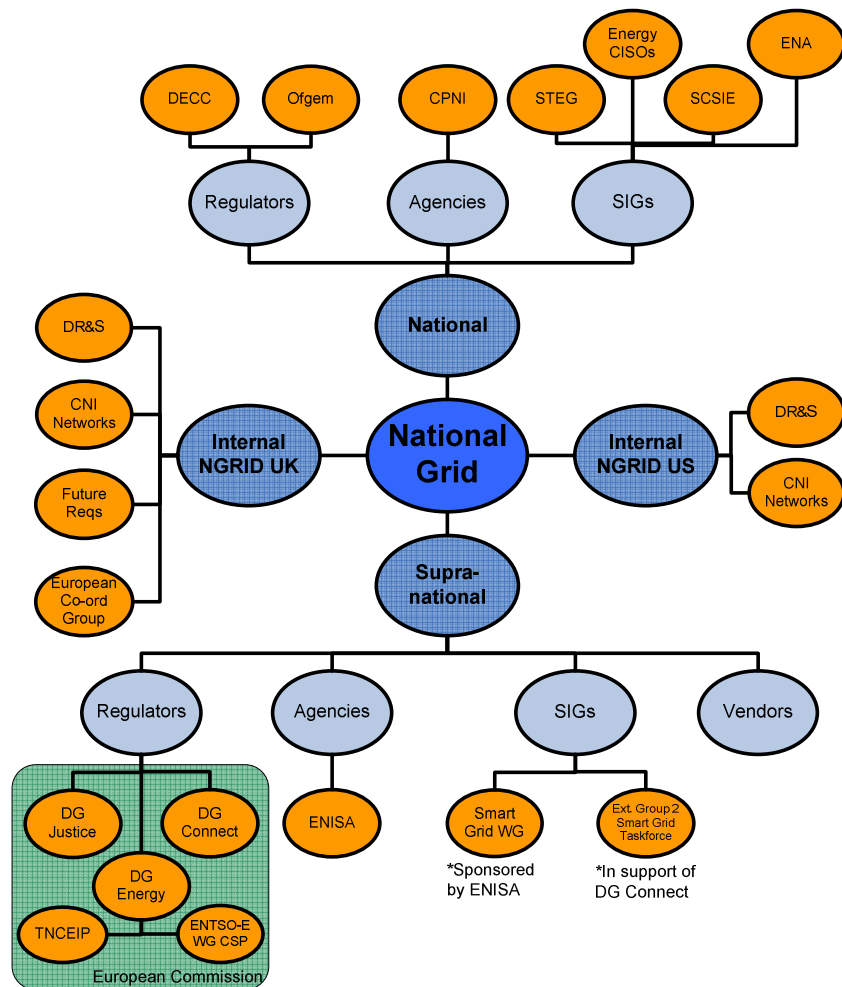 Energy
CISOs
ENA
DECC
Ofgem
CPNI
STEG
SCSIE
Regulators
Agencies
SIGs
National
DR&S
CNI
Networks
Future
Reqs
European
Co-ord
Group
Internal
NGRID UK
National
Grid
Internal
NGRID US
DR&S
CNI
Networks
Supra-
national
Regulators
Agencies
SIGs
Vendors
DG
Justice
DG
Connect
DG
Energy
TNCEIP
ENTSO-E
WG CSP
European Commission
ENISA
Smart
Grid WG
*Sponsored
by ENISA
Ext. Group 2
Smart Grid
Taskforce
*In support of
DG Connect